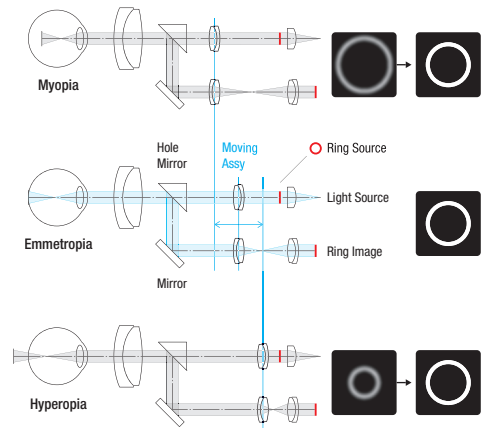 Myopia
Hole
Mirror
Moving
Assy
Ring Source
Light Source
Emmetropia
Ring Image
Mirror
Hyperopia